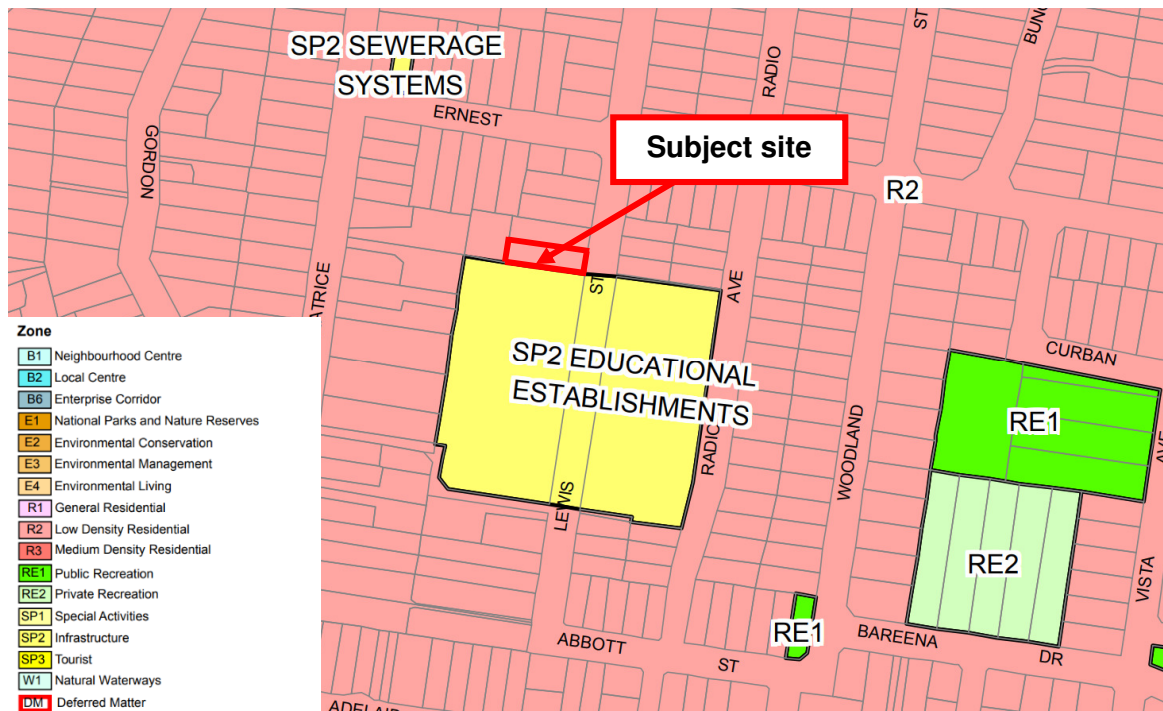 SP2 SEWERAGE
SYSTEMS
ST
BUNG
RADIO
ERNEST
GORDON
Subject site
R2
ATRICE
ST
AVE
SP2 EDUCATIONAL
ESTABLISHMENTS
CURBAN
RE1
AVE
RADIO
WOODLAND
LEWIS
RE2
VISTA
RE1
BAREENA
DR
ABBOTT
ST
ADELAID
Zone
B1 Neighbourhood Centre
B2 Local Centre
B6 Enterprise Corridor
E1 National Parks and Nature Reserves
E2 Environmental Conservation
E3 Environmental Management
E4 Environmental Living
R1 General Residential
R2 Low Density Residential
R3 Medium Density Residential
RE1 Public Recreation
RE2 Private Recreation
SP1 Special Activities
SP2 Infrastructure
SP3 Tourist
W1 Natural Waterways
DM Deferred Matter